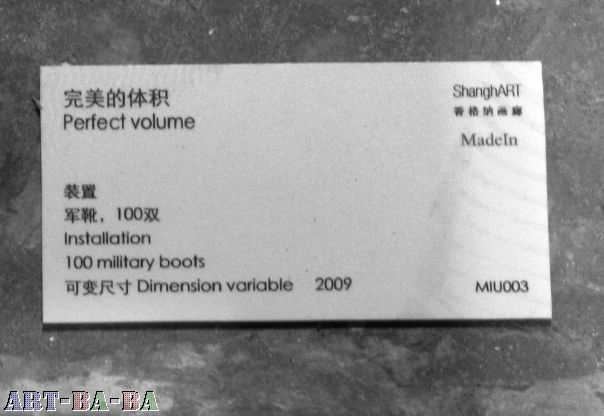 完美的体积
Perfect volume
ShanghART
香格纳画廊
MadeIn
装置
军靴，100双
Installation
100 military boots
可变尺寸 Dimension variable 2009
MIU003
ART-BA-BA